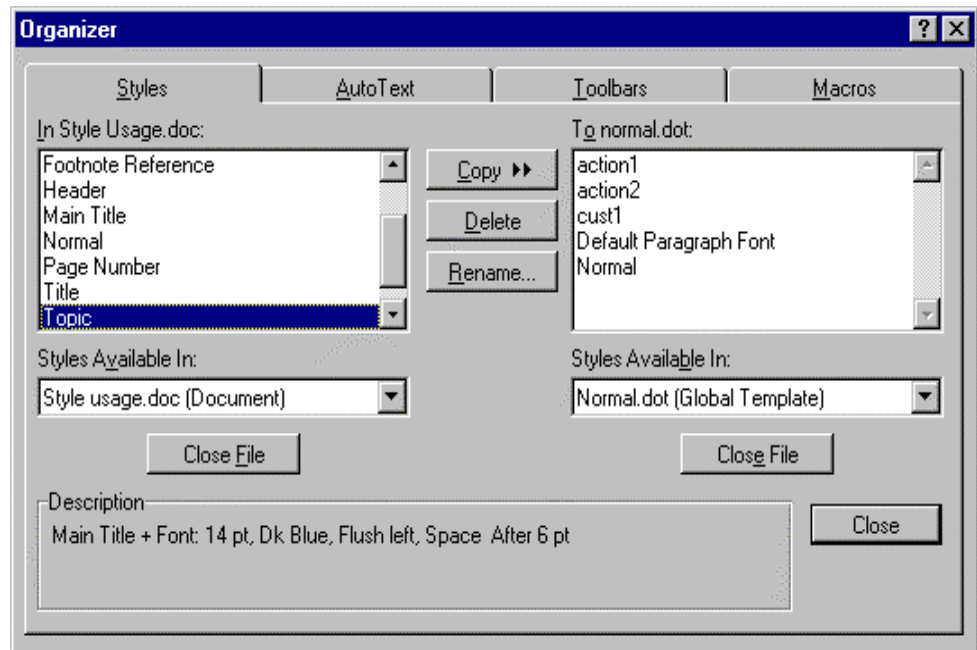 Organizer
Styles AutoText Toolbars Macros
In Style Usage.doc:
Footnote Reference
Header
Main Title
Normal
Page Number
Title
Topic
Copy
Delete
Rename...
To normal.dot:
action1
action2
cust1
Default Paragraph Font
Normal
Styles Available In:
Style usage.doc (Document)
Close File
Styles Available In:
Normal.dot (Global Template)
Close File
Description
Main Title + Font: 14 pt, Dk Blue, Flush left, Space After 6 pt
Close